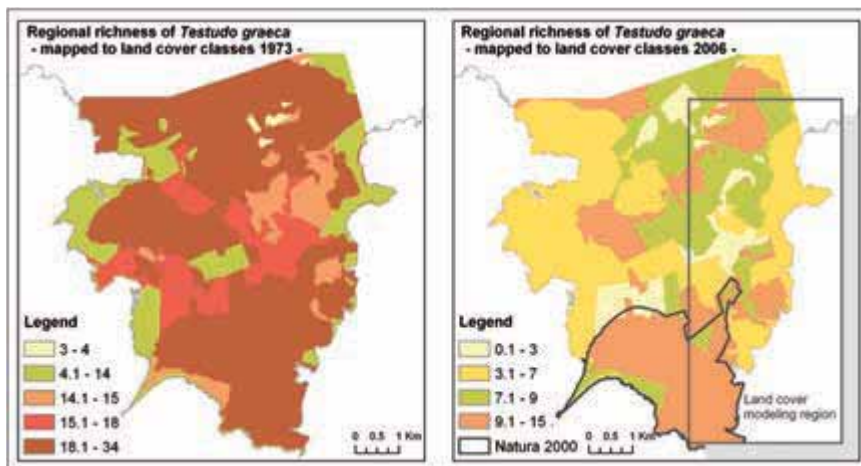 Regional richness of Testudo graeca
- mapped to land cover classes 1973 -
Legend
3 - 4
4.1 - 14
14.1 - 15
15.1 - 18
18.1 - 34
0 0.5 1 Km
Regional richness of Testudo graeca
- mapped to land cover classes 2006 -
Legend
0.1 - 3
3.1 - 7
7.1 - 9
9.1 - 15
Natura 2000
Land cover
modeling region
0 0.5 1 Km